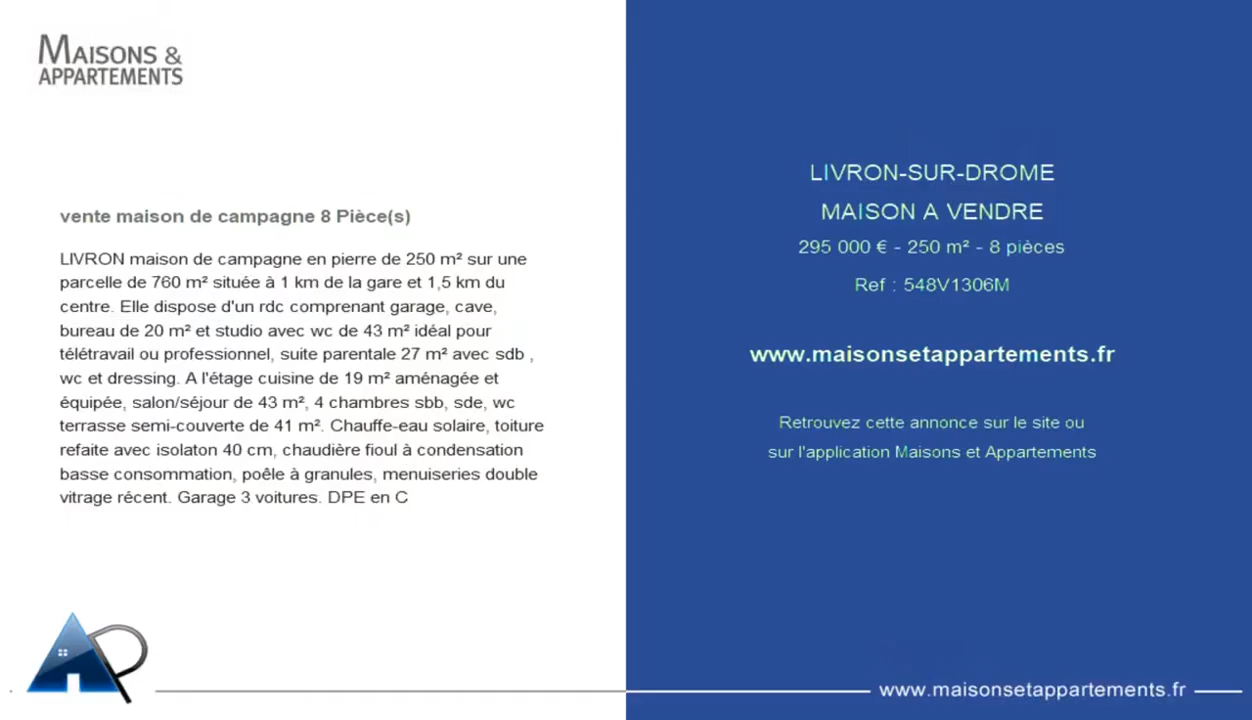 MAISONS &
APPARTEMENTS
vente maison de campagne 8 Pièce(s)
LIVRON maison de campagne en pierre de 250 m² sur une
parcelle de 760 m² située à 1 km de la gare et 1,5 km du
centre. Elle dispose d'un rdc comprenant garage, cave,
bureau de 20 m² et studio avec wc de 43 m² idéal pour
télétravail ou professionnel, suite parentale 27 m² avec sdb ,
wc et dressing. A l'étage cuisine de 19 m² aménagée et
équipée, salon/séjour de 43 m², 4 chambres sbb, sde, wc
terrasse semi-couverte de 41 m². Chauffe-eau solaire, toiture
refaite avec isolaton 40 cm, chaudière fioul à condensation
basse consommation, poêle à granules, menuiseries double
vitrage récent. Garage 3 voitures. DPE en C
LIVRON-SUR-DROME
MAISON A VENDRE
295 000 € - 250 m² - 8 pièces
Ref : 548V1306M
www.maisonsetappartements.fr
Retrouvez cette annonce sur le site ou
sur l'application Maisons et Appartements
www.maisonsetappartements.fr